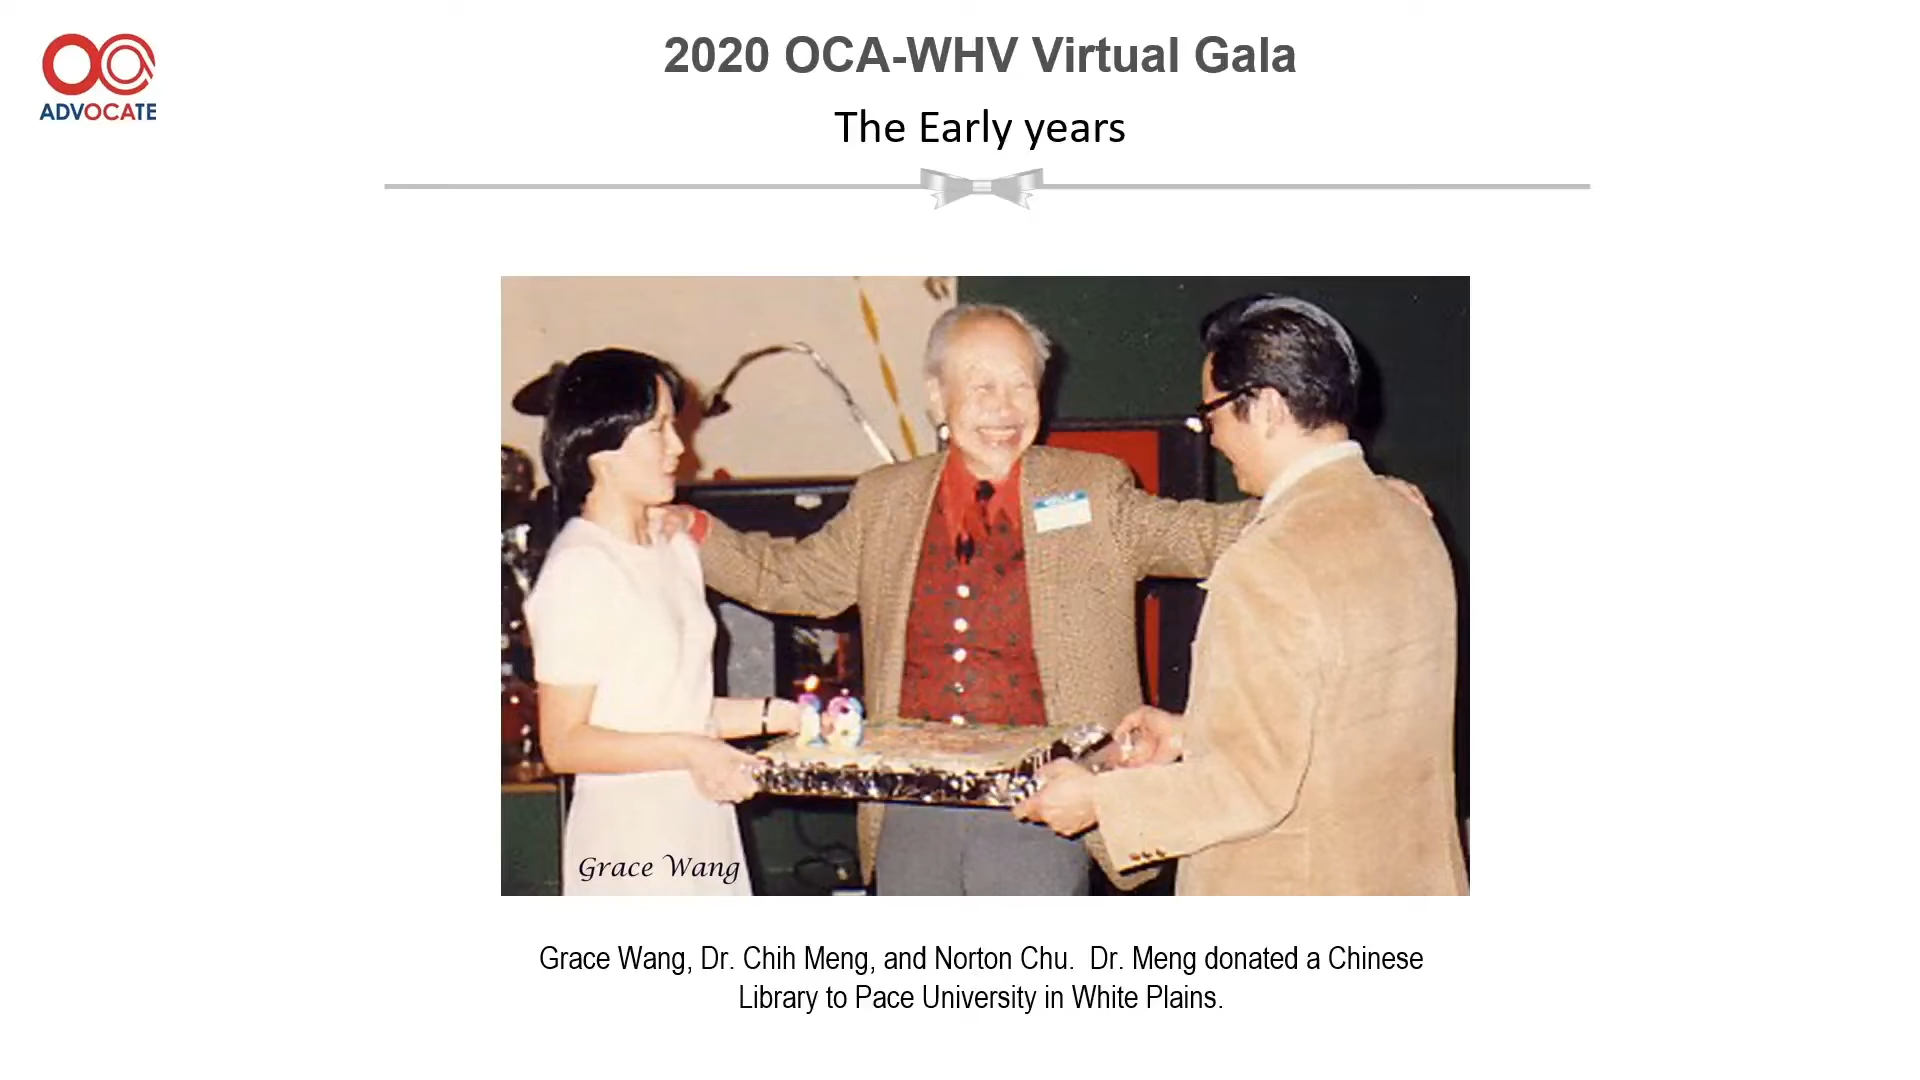 ADVOCATE
2020 OCA-WHV Virtual Gala
The Early years
Grace Wang
Grace Wang, Dr. Chih Meng, and Norton Chu.  Dr. Meng donated a Chinese
Library to Pace University in White Plains.